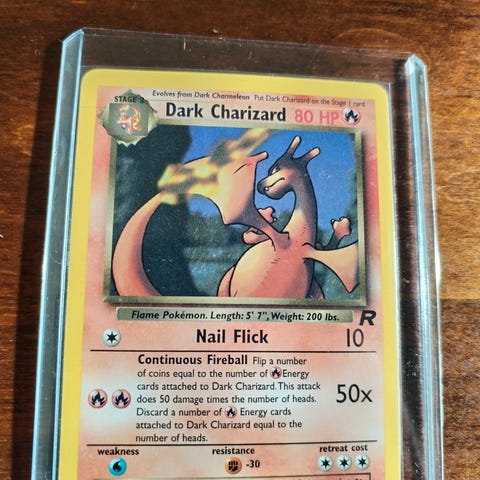 Evolves from Dark Charmeleon Put Dark Charizard on the Stage 1 card
STAGE 2
Dark Charizard 80 HP
Flame Pokémon. Length: 5' 7", Weight: 200 lbs.
R
Nail Flick 10
Continuous Fireball Flip a number
of coins equal to the number of Energy
cards attached to Dark Charizard. This attack
does 50 damage times the number of heads.
Discard a number of Energy cards
attached to Dark Charizard equal to the
number of heads.
50x
weakness resistance retreat cost
-30